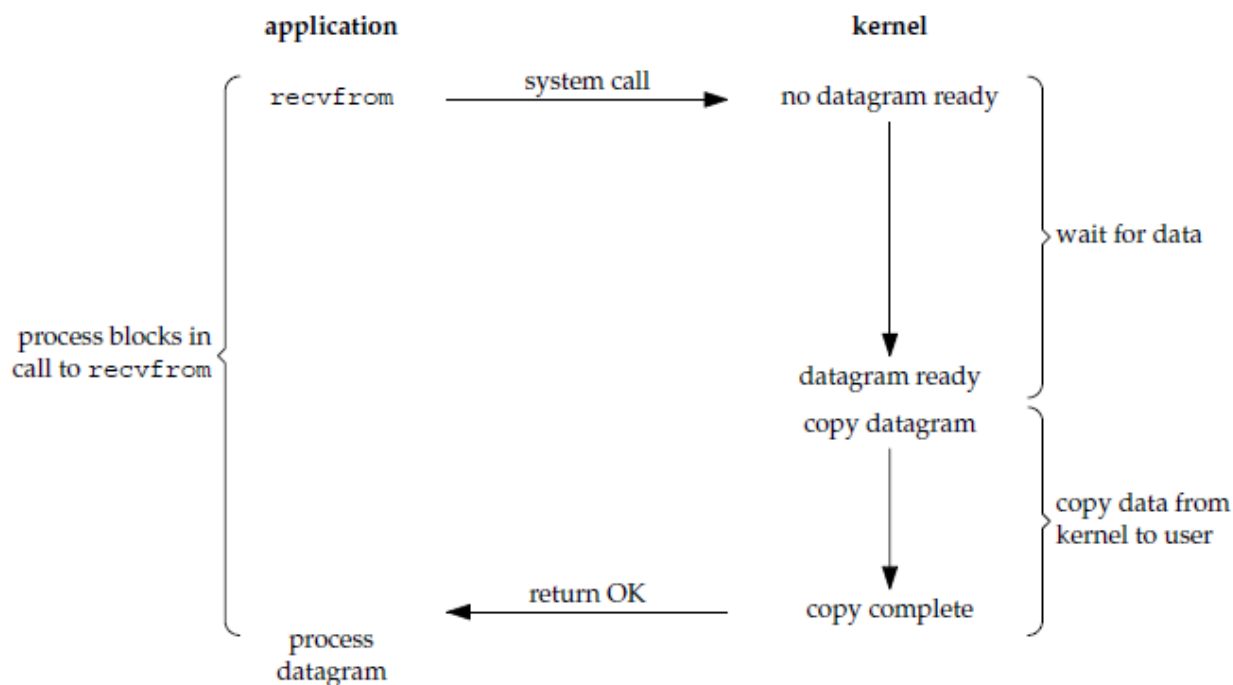 application
kernel
recvfrom
system call
no datagram ready
wait for data
process blocks in
call to recvfrom
datagram ready
copy datagram
copy data from
kernel to user
return OK
copy complete
process
datagram